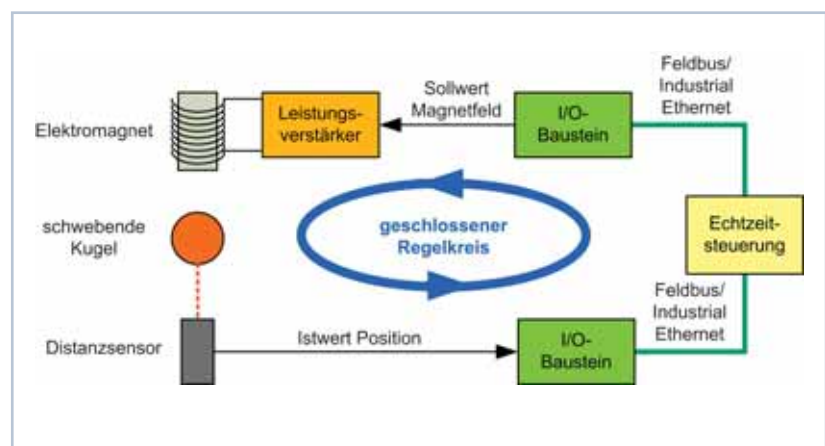 Feldbus/
Industrial
Ethernet
Elektromagnet
Leistungs-
verstärker
Sollwert
Magnetfeld
I/O-
Baustein
schwebende
Kugel
geschlossener
Regelkreis
Echtzeit-
steuerung
Feldbus/
Industrial
Ethernet
Distanzsensor
Istwert Position
I/O-
Baustein